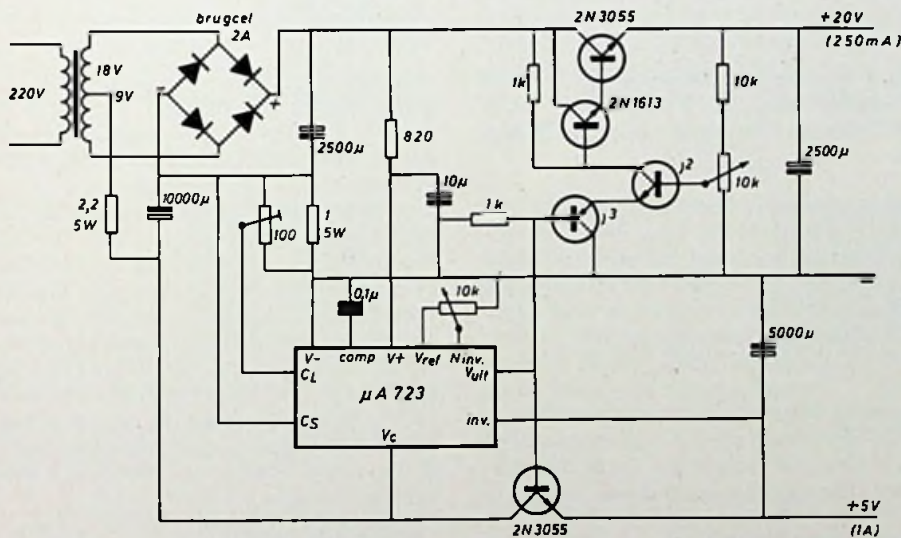 brugcel
2A
2N3055
+20V
(250mA)
18V
220V
9V
+
1k
2N1613
10k
820
2500µ
2500µ
10µ
j²
10k
10000µ
2,2
5W
1k
j³
100
1
5W
0,1µ
10k
5000µ
V-
comp
V+
Vref
N inv.
CL
Vult
µA 723
CS
inv.
Vc
+5V
2N3055
(1A)